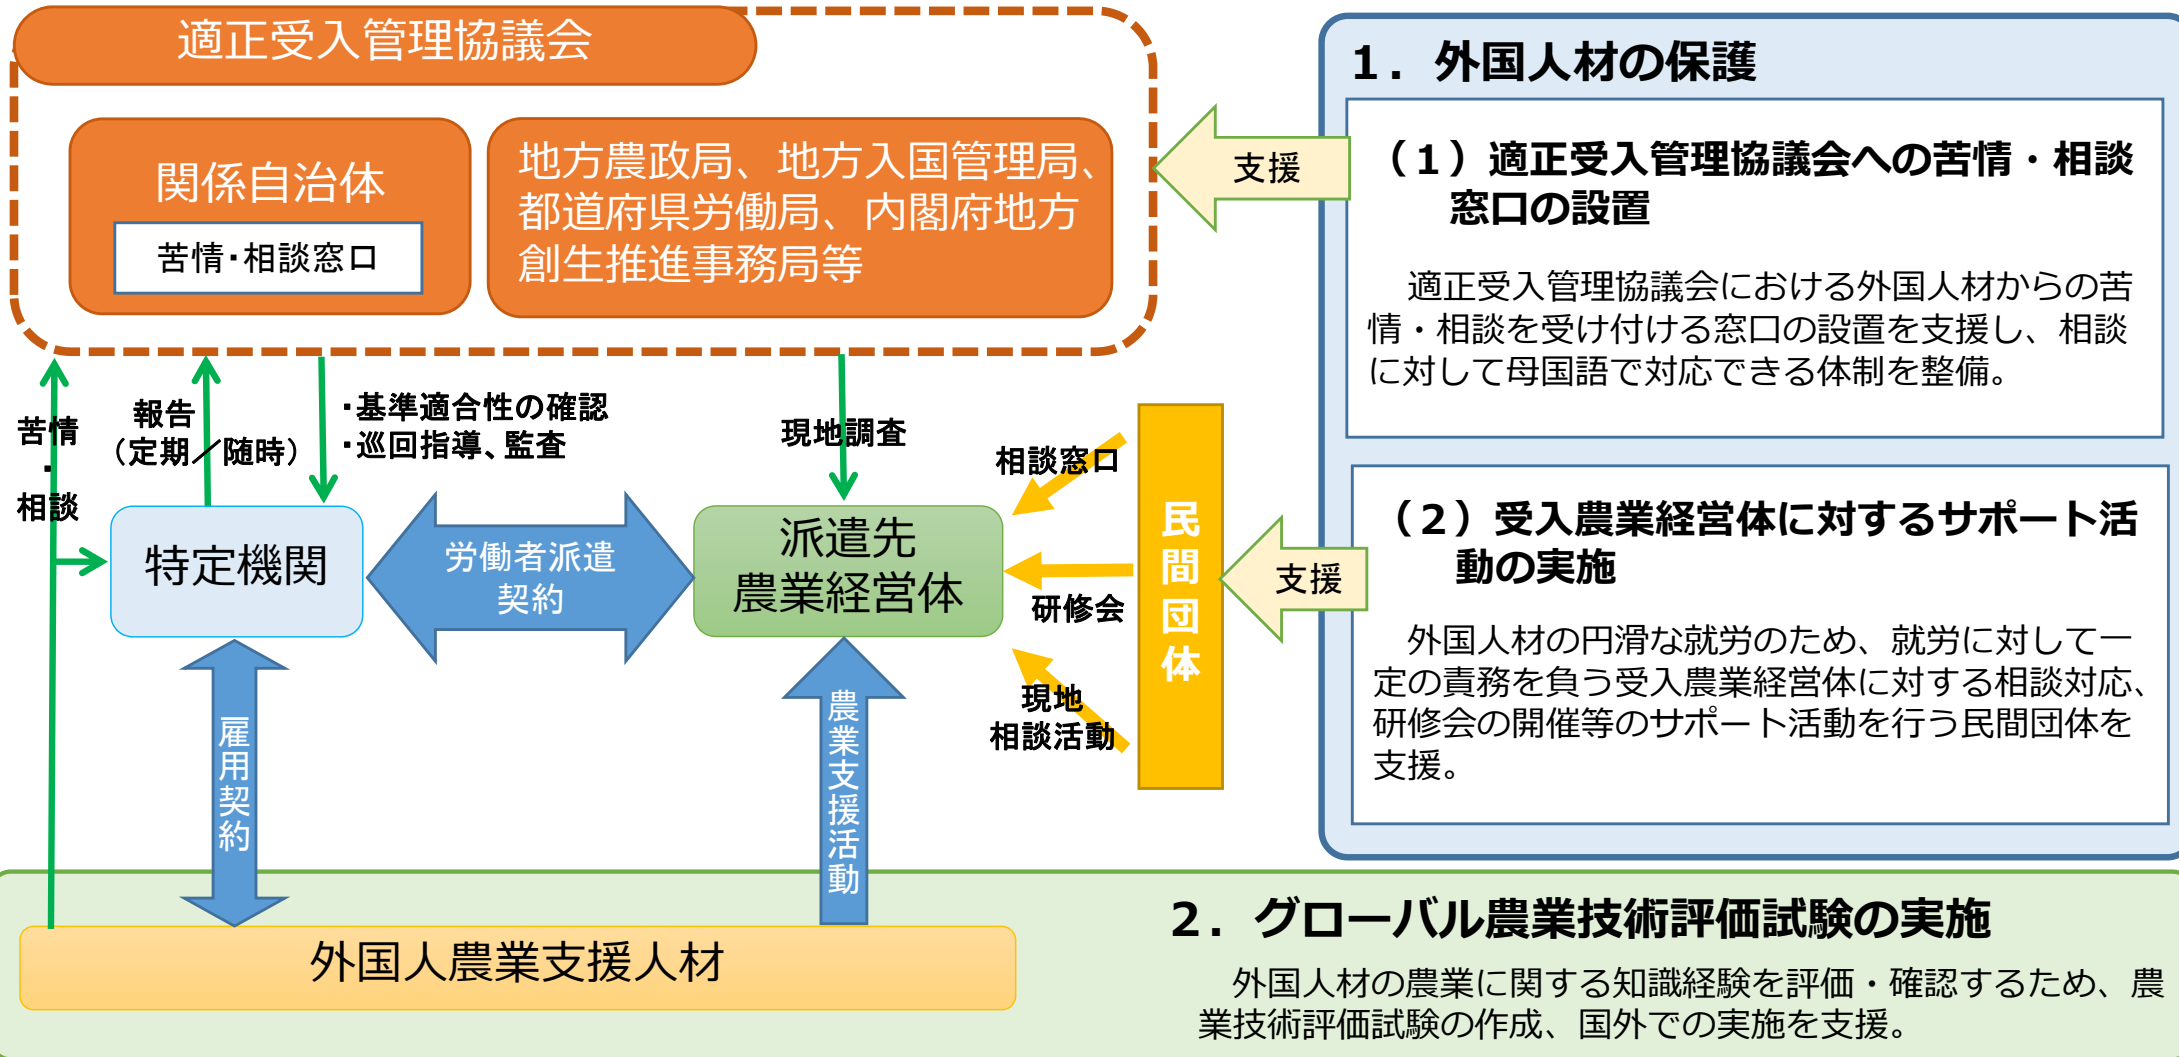 適正受入管理協議会
関係自治体
苦情・相談窓口
地方農政局、地方入国管理局、
都道府県労働局、内閣府地方
創生推進事務局等
支援
1．外国人材の保護
（1）適正受入管理協議会への苦情・相談
窓口の設置
適正受入管理協議会における外国人材からの苦
情・相談を受け付ける窓口の設置を支援し、相談
に対して母国語で対応できる体制を整備。
苦情
・
相談
報告
（定期／随時）
・基準適合性の確認
・巡回指導、監査
現地調査
相談窓口
研修会
現地
相談活動
民
間
団
体
支援
（2）受入農業経営体に対するサポート活
動の実施
外国人材の円滑な就労のため、就労に対して一
定の責務を負う受入農業経営体に対する相談対応、
研修会の開催等のサポート活動を行う民間団体を
支援。
特定機関
労働者派遣
契約
派遣先
農業経営体
雇用契約
農業支援活動
外国人農業支援人材
2．グローバル農業技術評価試験の実施
外国人材の農業に関する知識経験を評価・確認するため、農
業技術評価試験の作成、国外での実施を支援。